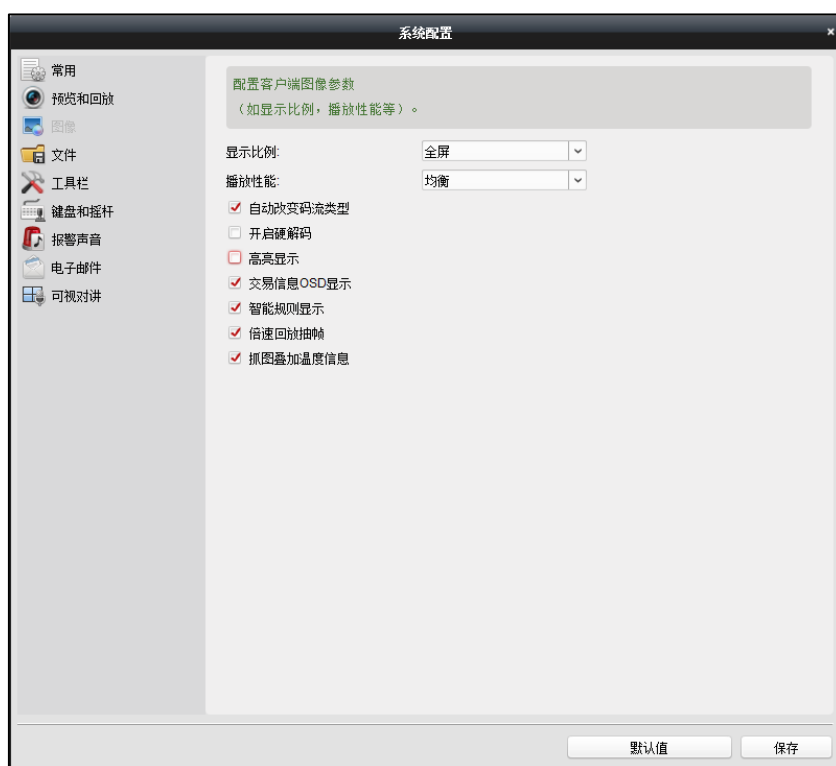 系统配置
常用
预览和回放
图像
文件
工具栏
键盘和摇杆
报警声音
电子邮件
可视对讲
配置客户端图像参数
（如显示比例，播放性能等）。
显示比例: 全屏
播放性能: 均衡
自动改变码流类型
开启硬解码
高亮显示
交易信息OSD显示
智能规则显示
倍速回放抽帧
抓图叠加温度信息
默认值 保存